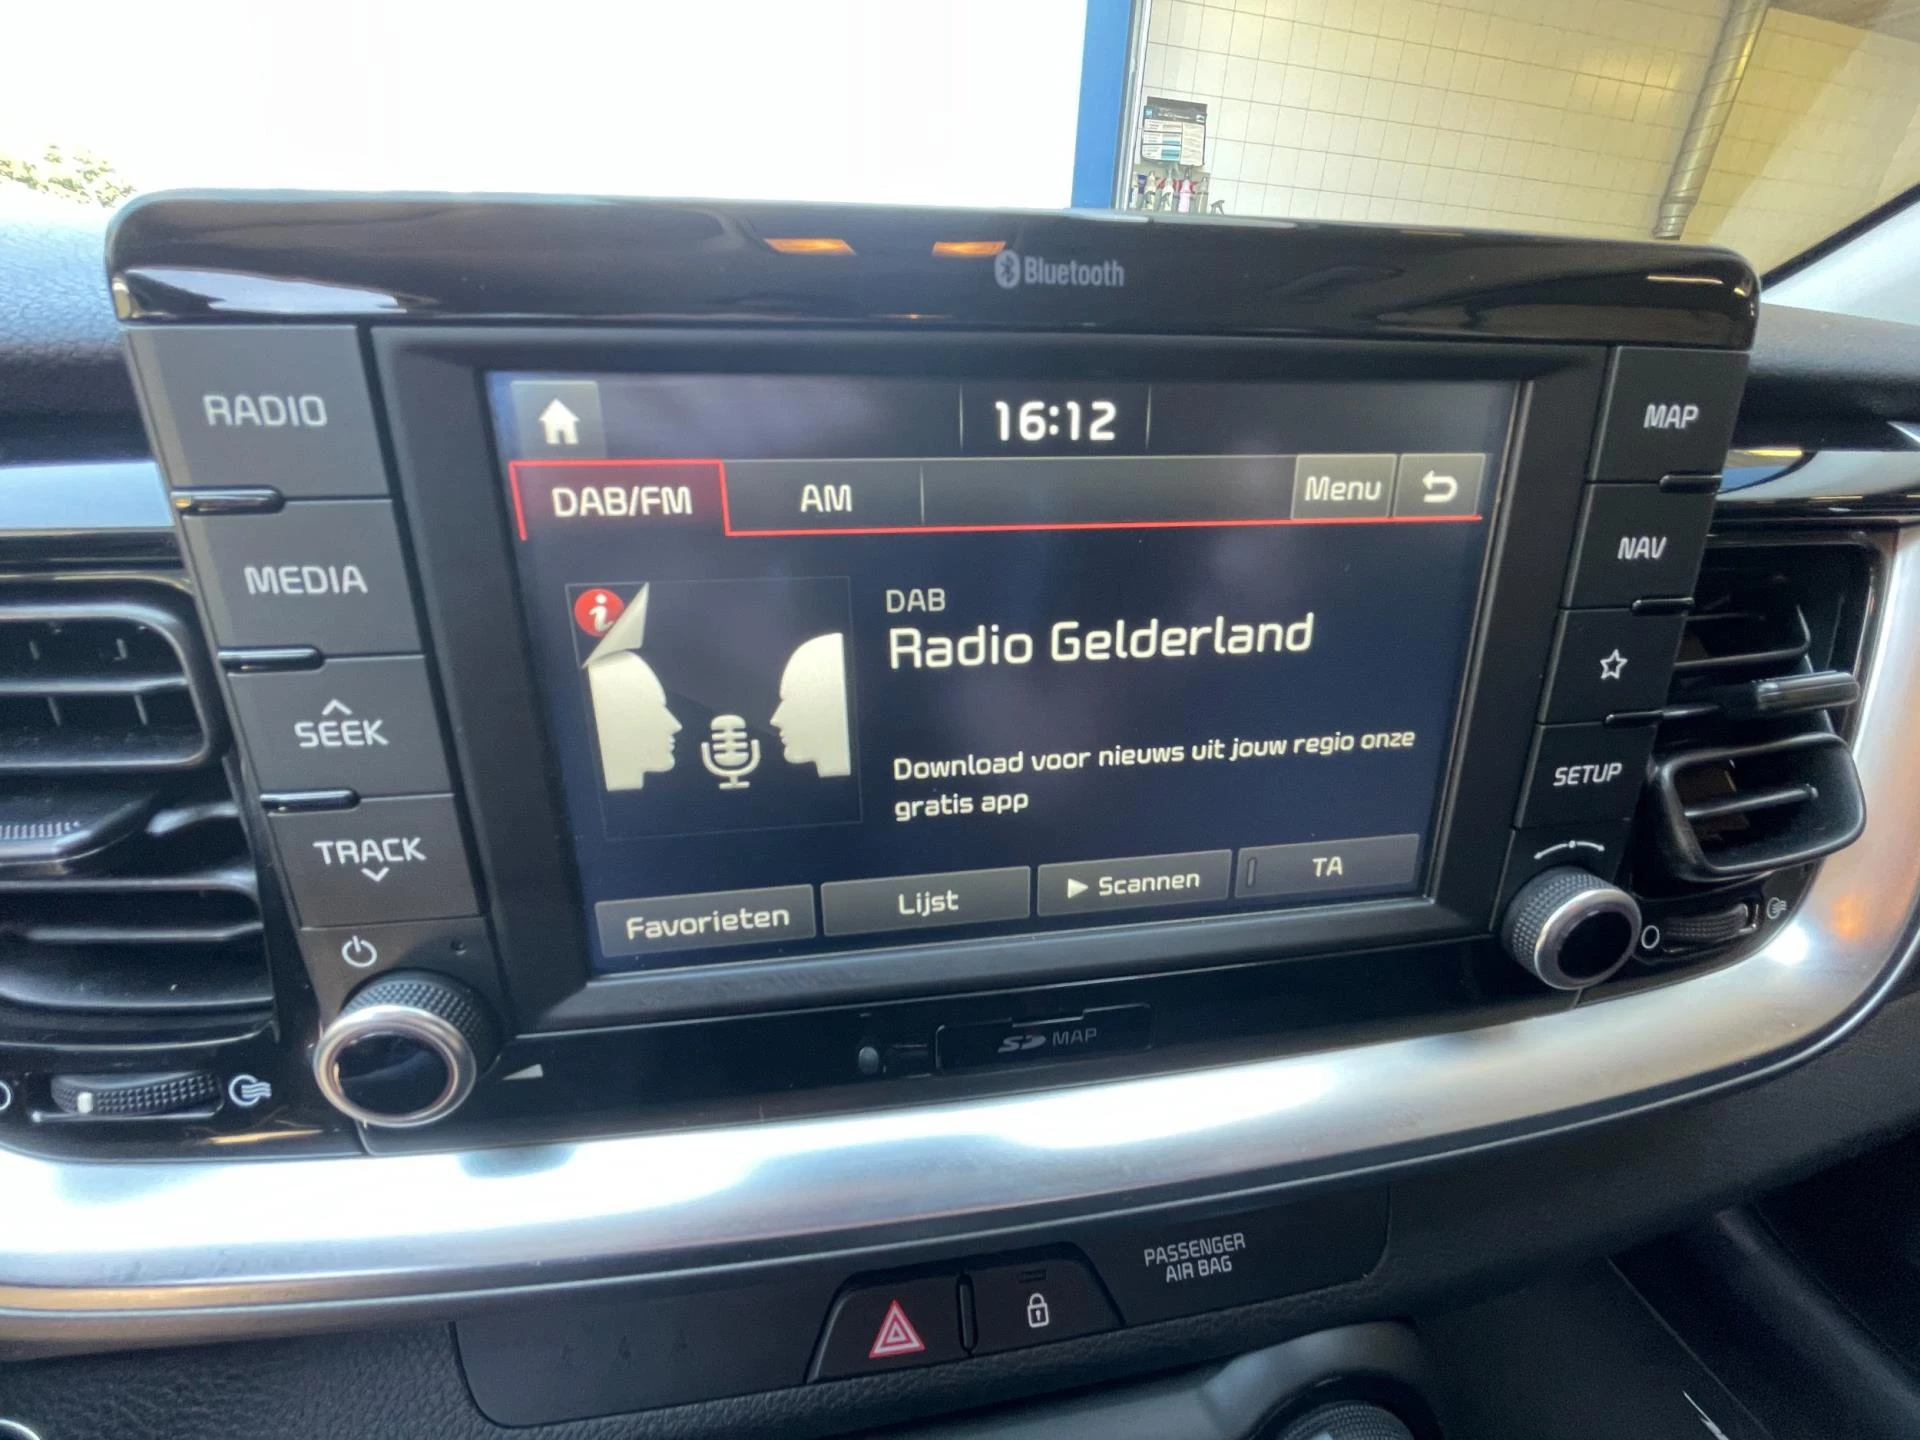 Bluetooth
RADIO
MEDIA
SEEK
TRACK
16:12
DAB/FM
AM
Menu
DAB
Radio Gelderland
Download voor nieuws uit jouw regio onze
gratis app
Favorieten
Lijst
Scannen
TA
MAP
NAV
SETUP
SD MAP
PASSENGER
AIR BAG